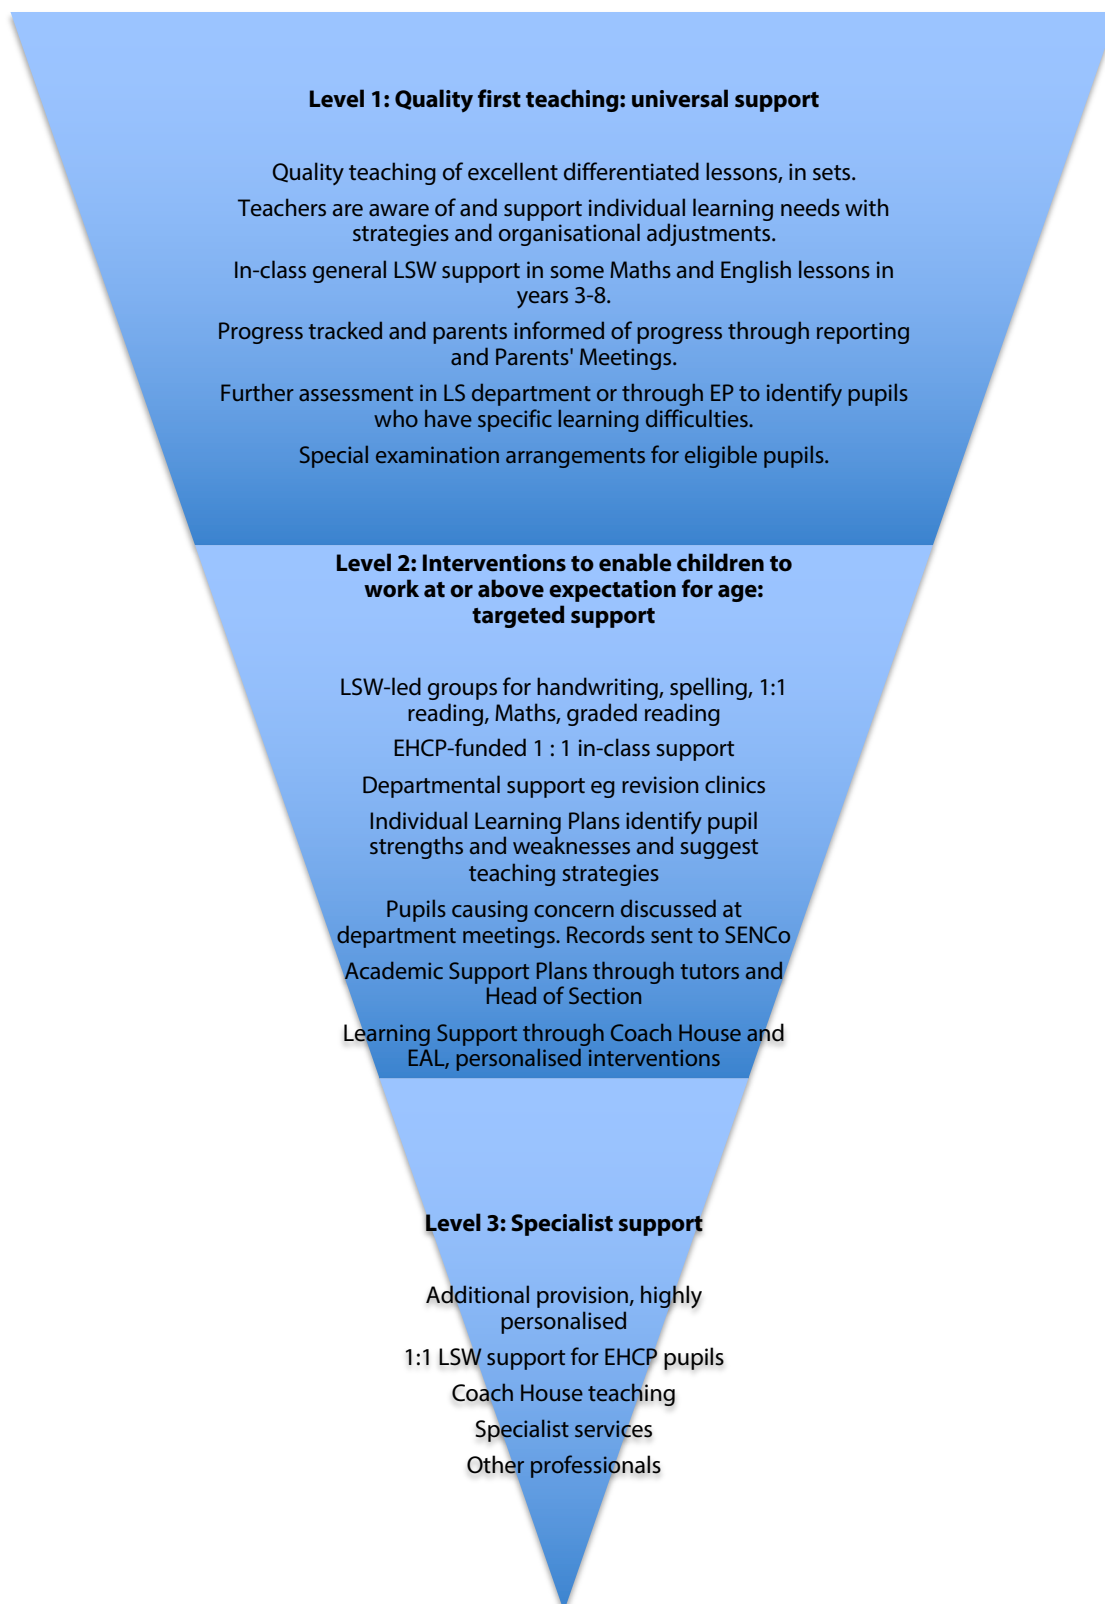 Level 1: Quality first teaching: universal support
Quality teaching of excellent differentiated lessons, in sets.
Teachers are aware of and support individual learning needs with
strategies and organisational adjustments.
In-class general LSW support in some Maths and English lessons in
years 3-8.
Progress tracked and parents informed of progress through reporting
and Parents' Meetings.
Further assessment in LS department or through EP to identify pupils
who have specific learning difficulties.
Special examination arrangements for eligible pupils.
Level 2: Interventions to enable children to
work at or above expectation for age:
targeted support
LSW-led groups for handwriting, spelling, 1:1
reading, Maths, graded reading
EHCP-funded 1 : 1 in-class support
Departmental support eg revision clinics
Individual Learning Plans identify pupil
strengths and weaknesses and suggest
teaching strategies
Pupils causing concern discussed at
department meetings. Records sent to SENCo
Academic Support Plans through tutors and
Head of Section
Learning Support through Coach House and
EAL, personalised interventions
Level 3: Specialist support
Additional provision, highly
personalised
1:1 LSW support for EHCP pupils
Coach House teaching
Specialist services
Other professionals